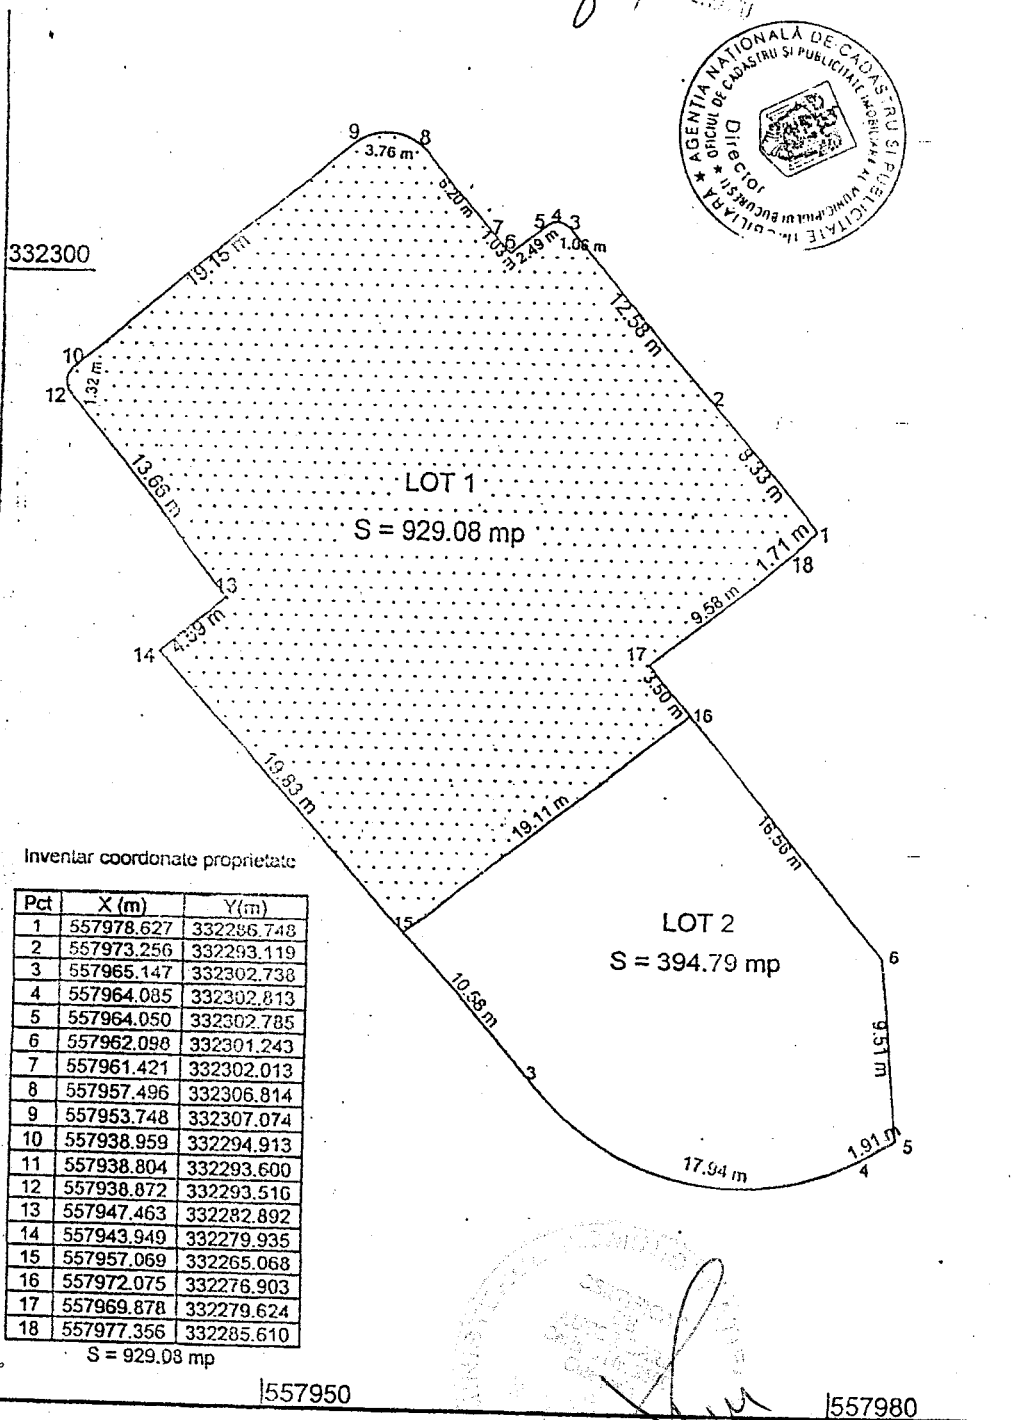 AGENȚIA NAȚIONALĂ DE CADASTRU ȘI PUBLICITATE IMOBILIARĂ ★
OFICIUL DE CADASTRU ȘI PUBLICITATE IMOBILIARĂ AL MUNICIPIULUI BUCUREȘTI ★
Director
9
8
3.76 m
6.20 m
7
6
5
4
3
1.03 m
2.49 m
1.06 m
332300
19.15 m
12.58 m
10
12
1.32 m
2
13.66 m
9.33 m
LOT 1
S = 929.08 mp
1
1.71 m
18
13
9.58 m
4.59 m
14
17
3.50 m
16
19.83 m
19.11 m
16.56 m
15
LOT 2
S = 394.79 mp
6
10.58 m
9.51 m
3
1.91 m
5
4
17.94 m
Inventar coordonate proprietate
Pct X (m) Y(m)
1 557978.627 332286.748
2 557973.256 332293.119
3 557965.147 332302.738
4 557964.085 332302.813
5 557964.050 332302.785
6 557962.098 332301.243
7 557961.421 332302.013
8 557957.496 332306.814
9 557953.748 332307.074
10 557938.959 332294.913
11 557938.804 332293.600
12 557938.872 332293.516
13 557947.463 332282.892
14 557943.949 332279.935
15 557957.069 332265.068
16 557972.075 332276.903
17 557969.878 332279.624
18 557977.356 332285.610
S = 929.08 mp
557950
557980